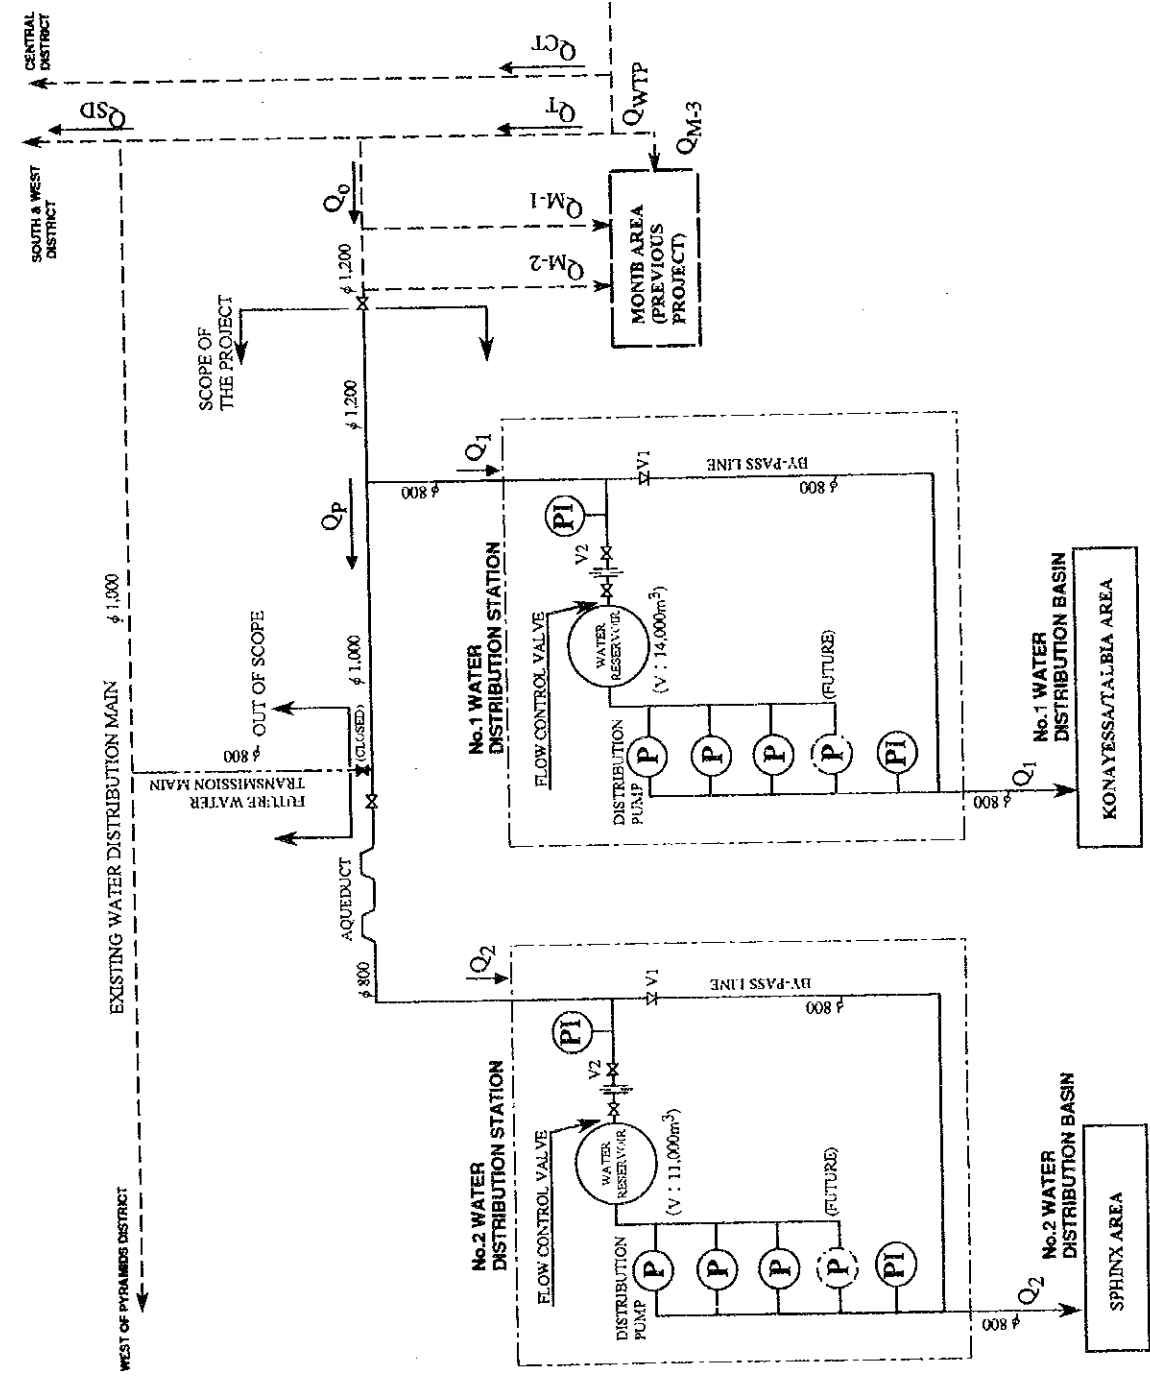 CENTRAL
DISTRICT
QCT
QSD
QT
QWTP
QM-3
SOUTH & WEST
DISTRICT
Qo
QM-1
QM-2
ϕ 1,200
MONIB AREA
(PREVIOUS
PROJECT)
SCOPE OF
THE PROJECT
ϕ 1,200
Q1
ϕ 800
QP
V1
BY-PASS LINE
ϕ 800
PI
V2
EXISTING WATER DISTRIBUTION MAIN
ϕ 1,000
OUT OF SCOPE
ϕ 1,000
ϕ 800
(CLOSED)
FUTURE WATER
TRANSMISSION MAIN
No.1 WATER
DISTRIBUTION STATION
FLOW CONTROL VALVE
WATER
RESERVOIR
(V : 14,000m³)
(FUTURE)
DISTRIBUTION
PUMP
P
P
P
P
PI
ϕ 800
Q1
No.1 WATER
DISTRIBUTION BASIN
KONAYESSA/TALBIA AREA
AQUEDUCT
ϕ 800
Q2
V1
BY-PASS LINE
ϕ 800
PI
V2
No.2 WATER
DISTRIBUTION STATION
FLOW CONTROL VALVE
WATER
RESERVOIR
(V : 11,000m³)
(FUTURE)
DISTRIBUTION
PUMP
P
P
P
P
PI
ϕ 800
Q2
No.2 WATER
DISTRIBUTION BASIN
SPHINX AREA
WEST OF PYRAMIDS DISTRICT